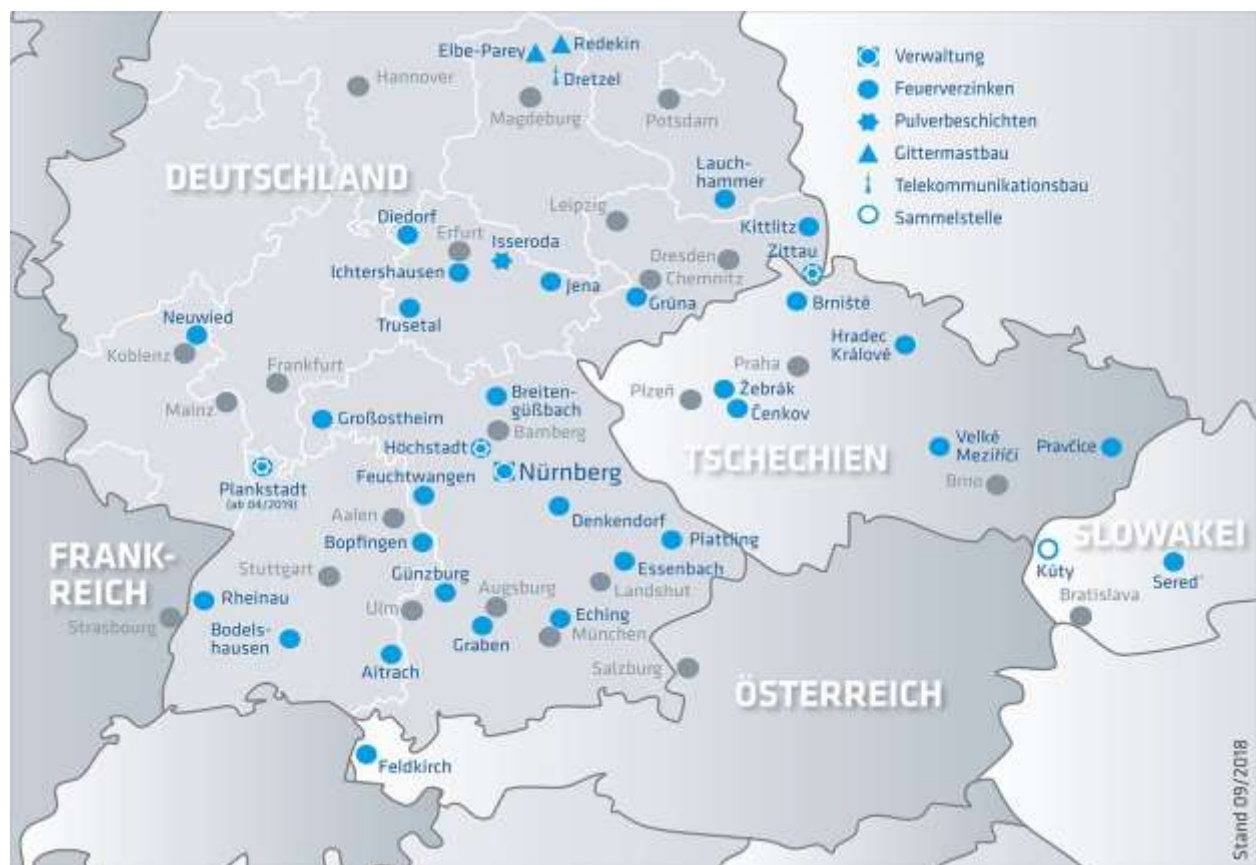 Elbe-Parey
Redekin
Dretzel
Hannover
Magdeburg
Potsdam
Verwaltung
Feuerverzinken
Pulverbeschichten
Gittermastbau
Telekommunikationsbau
Sammelstelle
DEUTSCHLAND
Lauch-
hammer
Leipzig
Diedorf
Erfurt
Isseroda
Kittlitz
Zittau
Dresden
Ichtershausen
Chemnitz
Jena
Grüna
Brniště
Trusetal
Neuwied
Koblenz
Hradec
Králové
Frankfurt
Praha
Mainz
Breiten-
güßbach
Plzeň
Žebrák
Čenkov
Großostheim
Bamberg
Höchstadt
Nürnberg
TSCHECHIEN
Velké
Meziříčí
Pravčice
Brno
Plankstadt
(ab 04/2019)
Feuchtwangen
Aalen
Denkendorf
Bopfingen
Plattling
Essenbach
SLOWAKEI
FRANK-
REICH
Stuttgart
Günzburg
Augsburg
Landshut
Kúty
Sereď
Bratislava
Rheinau
Ulm
Eching
München
Strasbourg
Bodels-
hausen
Graben
Aitrach
Salzburg
ÖSTERREICH
Feldkirch
Stand 09/2018